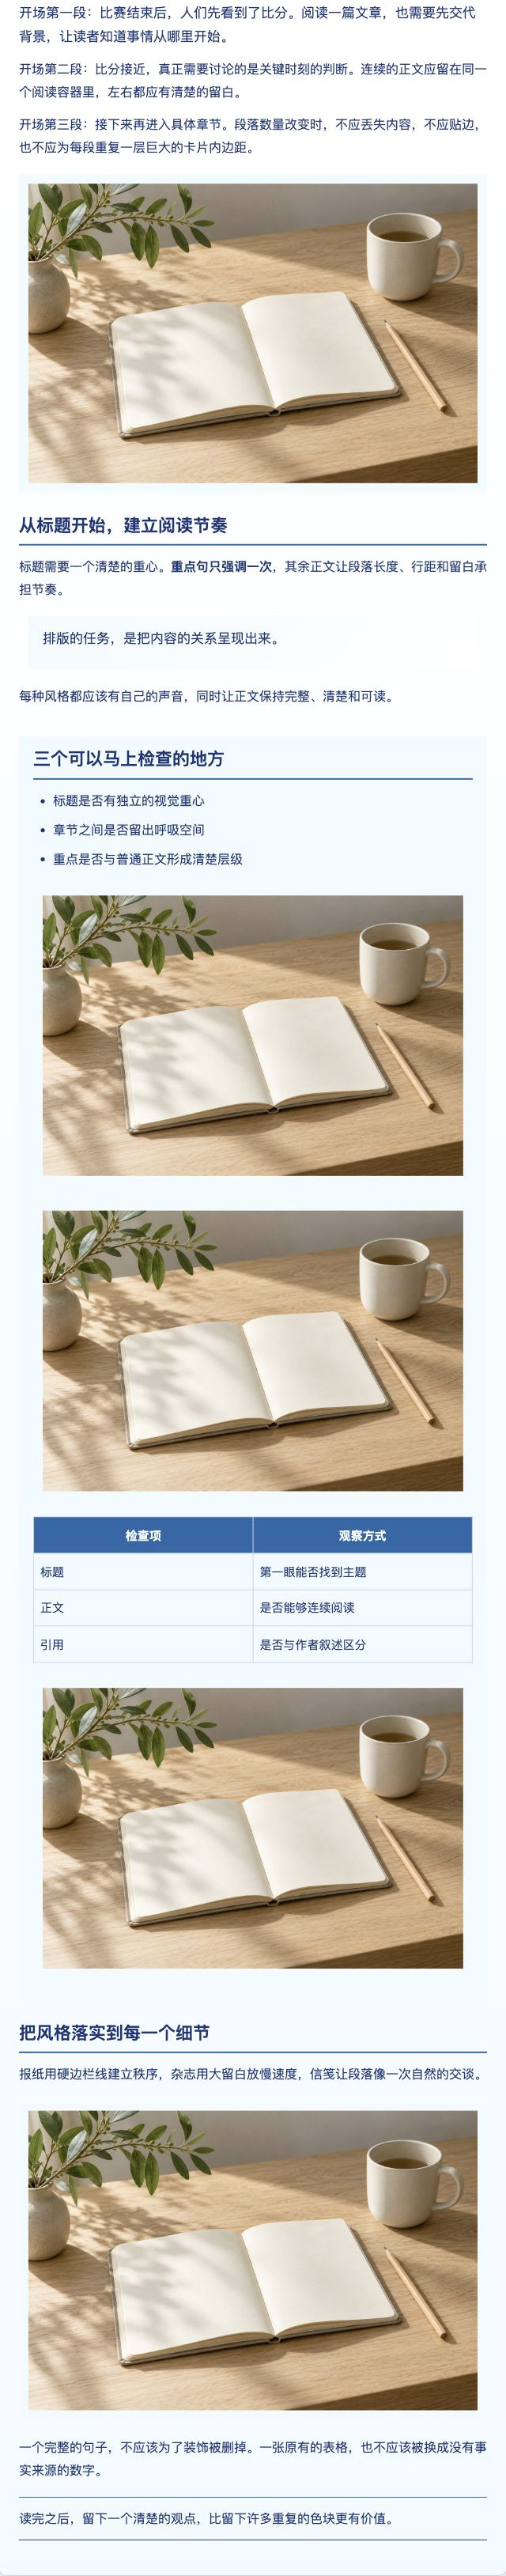 开场第一段：比赛结束后，人们先看到了比分。阅读一篇文章，也需要先交代
背景，让读者知道事情从哪里开始。
开场第二段：比分接近，真正需要讨论的是关键时刻的判断。连续的正文应留在同一
个阅读容器里，左右都应有清楚的留白。
开场第三段：接下来再进入具体章节。段落数量改变时，不应丢失内容，不应贴边，
也不应为每段重复一层巨大的卡片内边距。
从标题开始，建立阅读节奏
标题需要一个清楚的重心。重点句只强调一次，其余正文让段落长度、行距和留白承
担节奏。
排版的任务，是把内容的关系呈现出来。
每种风格都应该有自己的声音，同时让正文保持完整、清楚和可读。
三个可以马上检查的地方
• 标题是否有独立的视觉重心
• 章节之间是否留出呼吸空间
• 重点是否与普通正文形成清楚层级
检查项 观察方式
标题 第一眼能否找到主题
正文 是否能够连续阅读
引用 是否与作者叙述区分
把风格落实到每一个细节
报纸用硬边栏线建立秩序，杂志用大留白放慢速度，信笺让段落像一次自然的交谈。
一个完整的句子，不应该为了装饰被删掉。一张原有的表格，也不应该被换成没有事
实来源的数字。
读完之后，留下一个清楚的观点，比留下许多重复的色块更有价值。